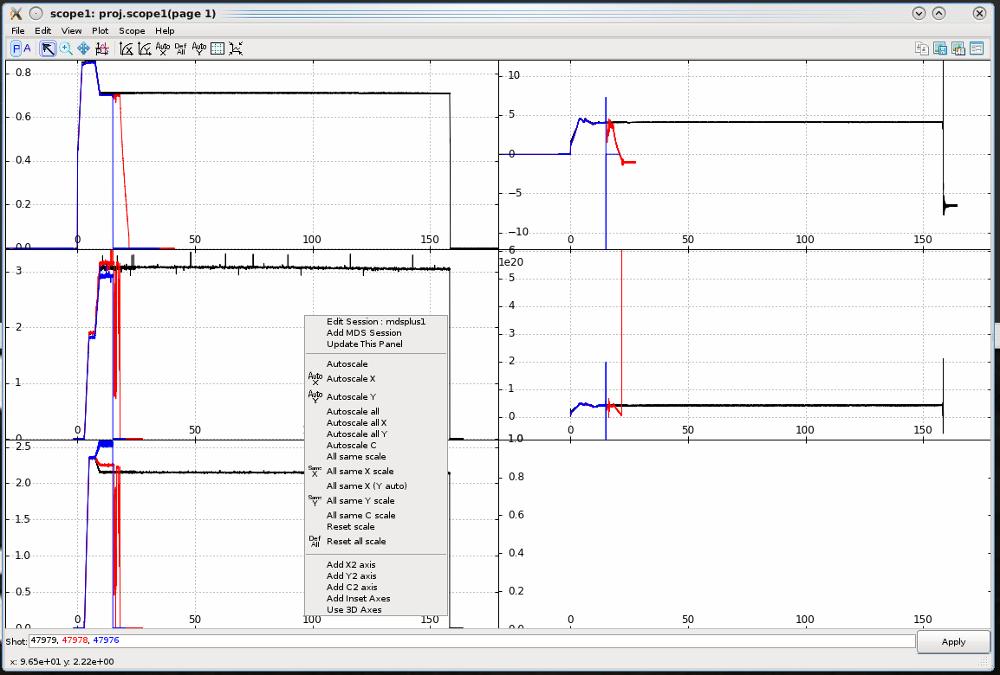 scope1: proj.scope1(page 1)
File Edit View Plot Scope Help
P A Auto X Def All Auto Y
0.8
0.6
0.4
0.2
0.0
0 50 100 150
10
5
0
−5
−10
0 50 100 150
3
2
1
0
0 50
6
1e20
5
4
3
2
1
0
0 50 100 150
2.5
2.0
1.5
1.0
0.5
0.0
0 50 100 150
1.0
0.8
0.6
0.4
0.2
0.0
0 50 100 150
Edit Session : mdsplus1
Add MDS Session
Update This Panel
Autoscale
Auto X Autoscale X
Auto Y Autoscale Y
Autoscale all
Autoscale all X
Autoscale all Y
Autoscale C
All same scale
Same X All same X scale
All same X (Y auto)
Same Y All same Y scale
All same C scale
Reset scale
Def All Reset all scale
Add X2 axis
Add Y2 axis
Add C2 axis
Add Inset Axes
Use 3D Axes
Shot: 47979, 47978, 47976
Apply
x: 9.65e+01 y: 2.22e+00